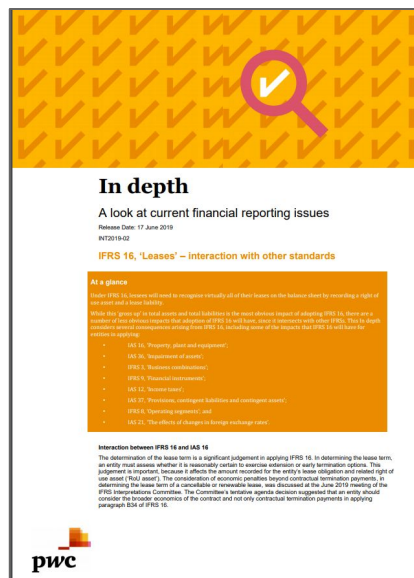 In depth
A look at current financial reporting issues
Release Date: 17 June 2019
INT2019-02
IFRS 16, ‘Leases’ – interaction with other standards
At a glance
Under IFRS 16, lessees will need to recognise virtually all of their leases on the balance sheet by recording a right of
use asset and a lease liability.
While this ‘gross up’ in total assets and total liabilities is the most obvious impact of adopting IFRS 16, there are a
number of less obvious impacts that adoption of IFRS 16 will have, since it intersects with other IFRSs. This In depth
considers several consequences arising from IFRS 16, including some of the impacts that IFRS 16 will have for
entities in applying:
• IAS 16, ‘Property, plant and equipment’;
• IAS 36, ‘Impairment of assets’;
• IFRS 3, ‘Business combinations’;
• IFRS 9, ‘Financial instruments’;
• IAS 12, ‘Income taxes’;
• IAS 37, ‘Provisions, contingent liabilities and contingent assets’;
• IFRS 8, ‘Operating segments’; and
• IAS 21, ‘The effects of changes in foreign exchange rates’.
Interaction between IFRS 16 and IAS 16
The determination of the lease term is a significant judgement in applying IFRS 16. In determining the lease term,
an entity must assess whether it is reasonably certain to exercise extension or early termination options. This
judgement is important, because it affects the amount recorded for the entity’s lease obligation and related right of
use asset (‘RoU asset’). The consideration of economic penalties beyond contractual termination payments, in
determining the lease term of a cancellable or renewable lease, was discussed at the June 2019 meeting of the
IFRS Interpretations Committee. The Committee’s tentative agenda decision suggested that an entity should
consider the broader economics of the contract and not only contractual termination payments in applying
paragraph B34 of IFRS 16.
pwc